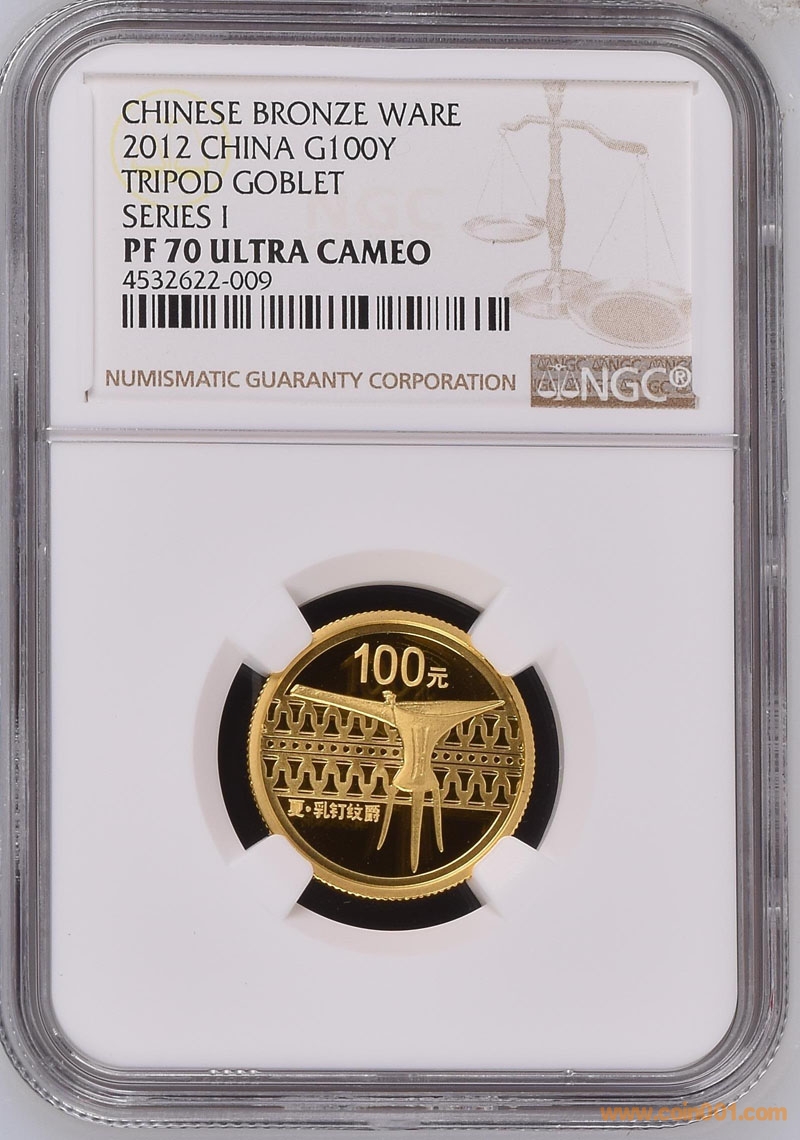 CHINESE BRONZE WARE
2012 CHINA G100Y
TRIPOD GOBLET
SERIES I
PF 70 ULTRA CAMEO
4532622-009
NUMISMATIC GUARANTY CORPORATION
NGC®
100元
夏·乳钉纹爵
www.coin001.com